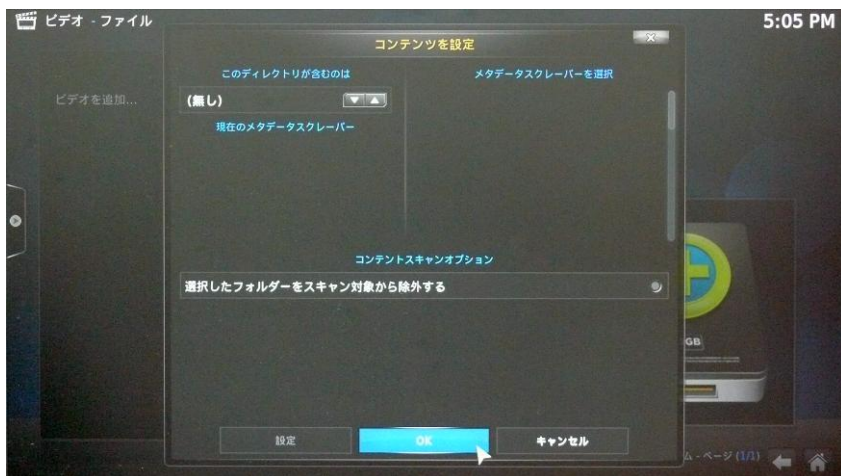 ビデオ - ファイル
5:05 PM
コンテンツを設定
このディレクトリが含むのは
メタデータスクレーパーを選択
ビデオを追加...
(無し)
現在のメタデータスクレーパー
コンテントスキャンオプション
選択したフォルダーをスキャン対象から除外する
GB
設定
OK
キャンセル
ム - ページ (1/1)